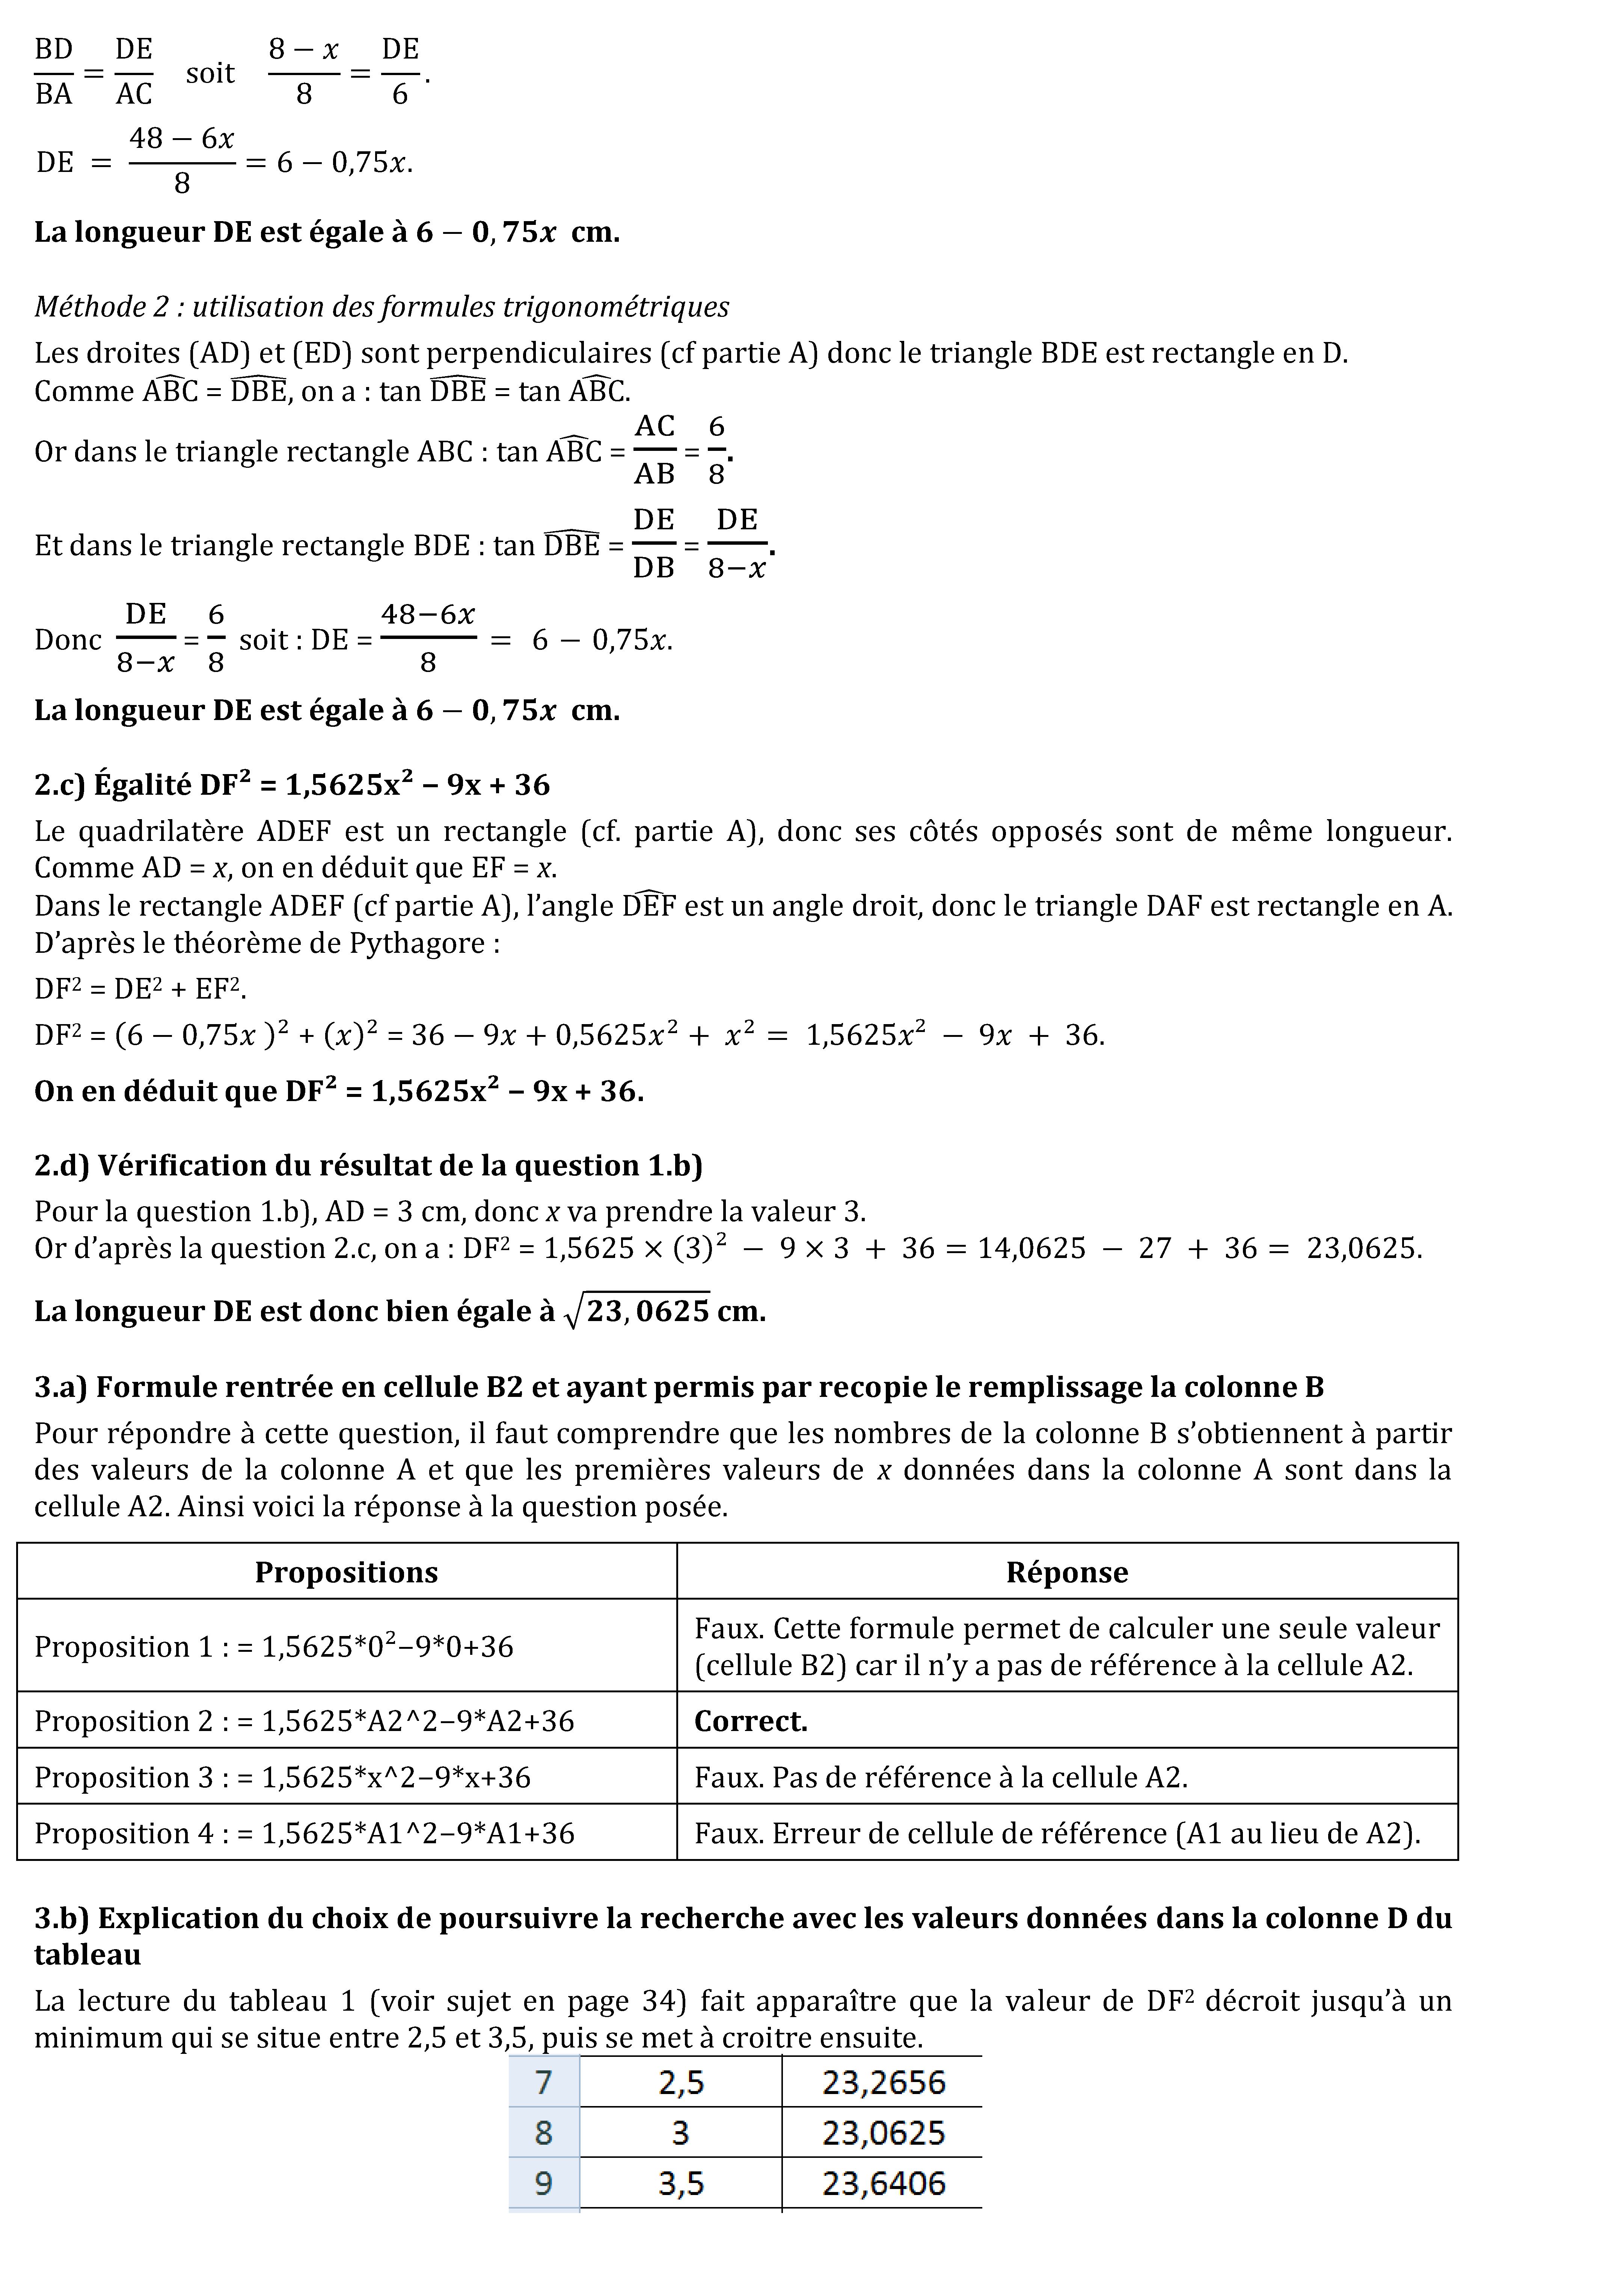 BD/BA = DE/AC soit (8 − x)/8 = DE/6.
DE = (48 − 6x)/8 = 6 − 0,75x.
La longueur DE est égale à 6 − 0,75x cm.
Méthode 2 : utilisation des formules trigonométriques
Les droites (AD) et (ED) sont perpendiculaires (cf partie A) donc le triangle BDE est rectangle en D.
Comme \widehat{ABC} = \widehat{DBE}, on a : tan \widehat{DBE} = tan \widehat{ABC}.
Or dans le triangle rectangle ABC : tan \widehat{ABC} = AC/AB = 6/8.
Et dans le triangle rectangle BDE : tan \widehat{DBE} = DE/DB = DE/(8−x).
Donc DE/(8−x) = 6/8 soit : DE = (48−6x)/8 = 6 − 0,75x.
La longueur DE est égale à 6 − 0,75x cm.
2.c) Égalité DF² = 1,5625x² − 9x + 36
Le quadrilatère ADEF est un rectangle (cf. partie A), donc ses côtés opposés sont de même longueur.
Comme AD = x, on en déduit que EF = x.
Dans le rectangle ADEF (cf partie A), l’angle \widehat{DEF} est un angle droit, donc le triangle DAF est rectangle en A.
D’après le théorème de Pythagore :
DF² = DE² + EF².
DF² = (6 − 0,75x )² + (x)² = 36 − 9x + 0,5625x² + x² = 1,5625x² − 9x + 36.
On en déduit que DF² = 1,5625x² − 9x + 36.
2.d) Vérification du résultat de la question 1.b)
Pour la question 1.b), AD = 3 cm, donc x va prendre la valeur 3.
Or d’après la question 2.c, on a : DF² = 1,5625 × (3)² − 9 × 3 + 36 = 14,0625 − 27 + 36 = 23,0625.
La longueur DE est donc bien égale à √23,0625 cm.
3.a) Formule rentrée en cellule B2 et ayant permis par recopie le remplissage la colonne B
Pour répondre à cette question, il faut comprendre que les nombres de la colonne B s’obtiennent à partir
des valeurs de la colonne A et que les premières valeurs de x données dans la colonne A sont dans la
cellule A2. Ainsi voici la réponse à la question posée.
Propositions Réponse
Proposition 1 : = 1,5625*0²−9*0+36
Faux. Cette formule permet de calculer une seule valeur
(cellule B2) car il n’y a pas de référence à la cellule A2.
Proposition 2 : = 1,5625*A2^2−9*A2+36 Correct.
Proposition 3 : = 1,5625*x^2−9*x+36 Faux. Pas de référence à la cellule A2.
Proposition 4 : = 1,5625*A1^2−9*A1+36 Faux. Erreur de cellule de référence (A1 au lieu de A2).
3.b) Explication du choix de poursuivre la recherche avec les valeurs données dans la colonne D du
tableau
La lecture du tableau 1 (voir sujet en page 34) fait apparaître que la valeur de DF² décroit jusqu’à un
minimum qui se situe entre 2,5 et 3,5, puis se met à croitre ensuite.
7 2,5 23,2656
8 3 23,0625
9 3,5 23,6406